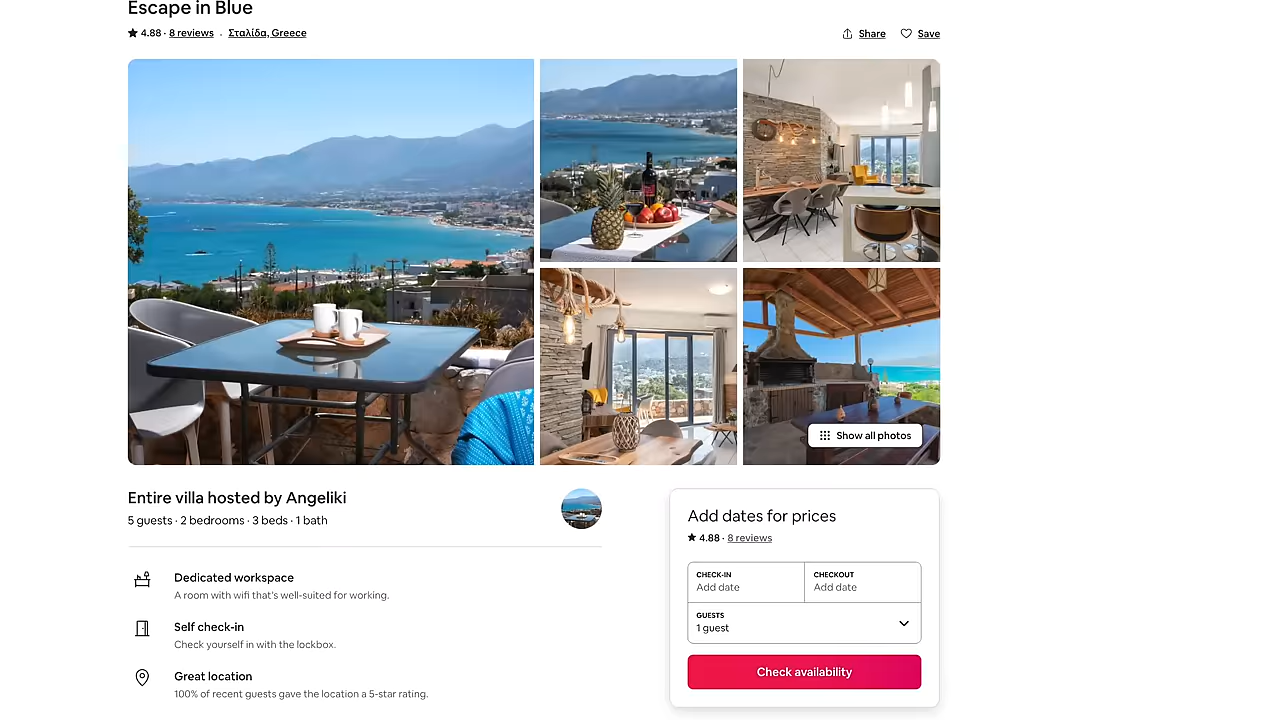 Escape in Blue
4.88 · 8 reviews · Σταλίδα, Greece
Share
Save
Show all photos
Entire villa hosted by Angeliki
5 guests · 2 bedrooms · 3 beds · 1 bath
Dedicated workspace
A room with wifi that's well-suited for working.
Self check-in
Check yourself in with the lockbox.
Great location
100% of recent guests gave the location a 5-star rating.
Add dates for prices
4.88 · 8 reviews
CHECK-IN
Add date
CHECKOUT
Add date
GUESTS
1 guest
Check availability